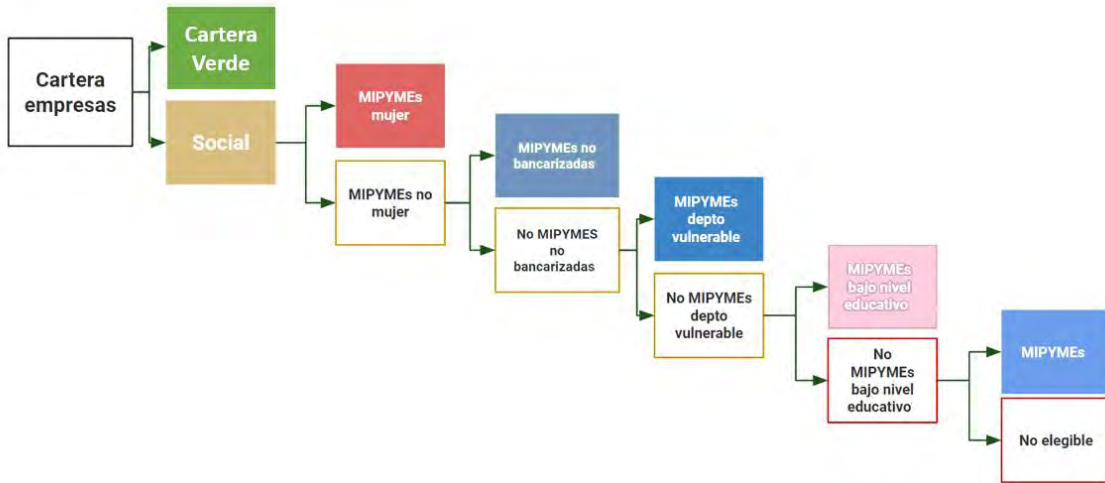 Cartera
empresas
Cartera
Verde
Social
MIPYMEs
mujer
MIPYMEs no
mujer
MIPYMEs no
bancarizadas
No MIPYMES
no
bancarizadas
MIPYMEs
depto
vulnerable
No MIPYMEs
depto
vulnerable
MIPYMEs
bajo nivel
educativo
No
MIPYMEs
bajo nivel
educativo
MIPYMEs
No elegible